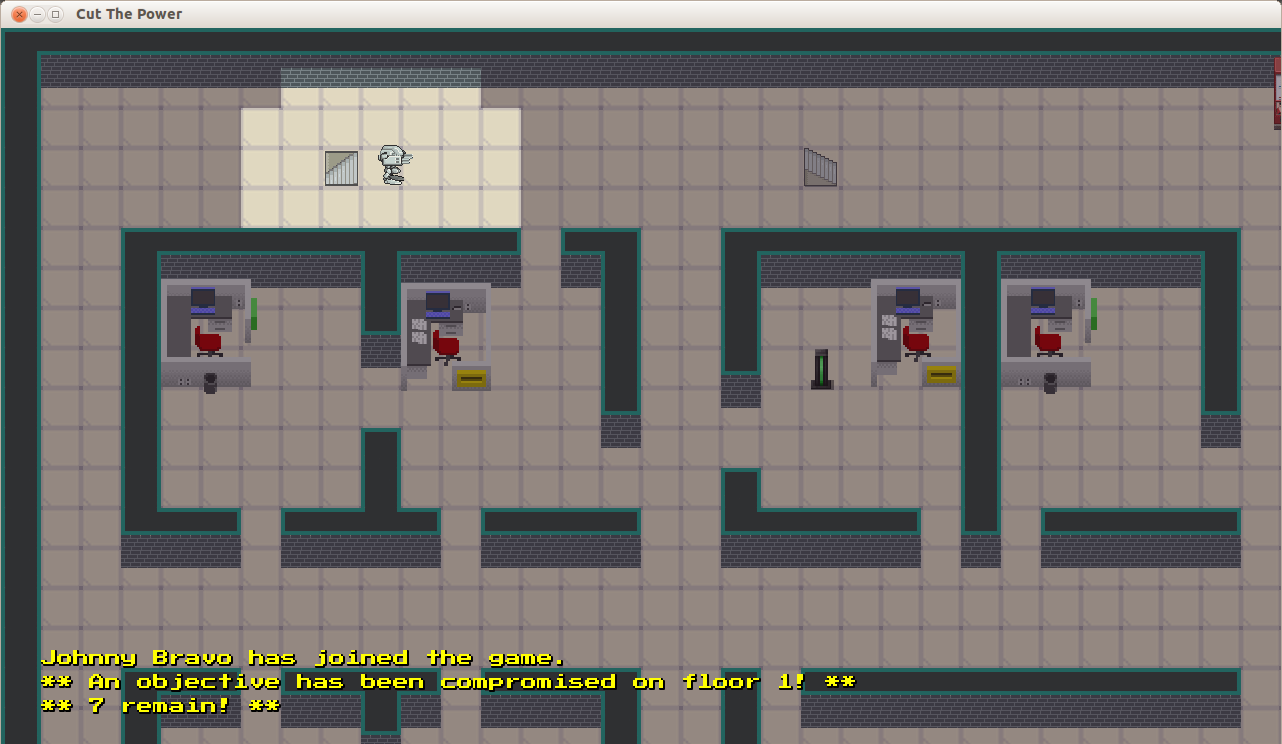 Cut The Power
Johnny Bravo has joined the game.
** An objective has been compromised on floor 1! **
** 7 remain! **